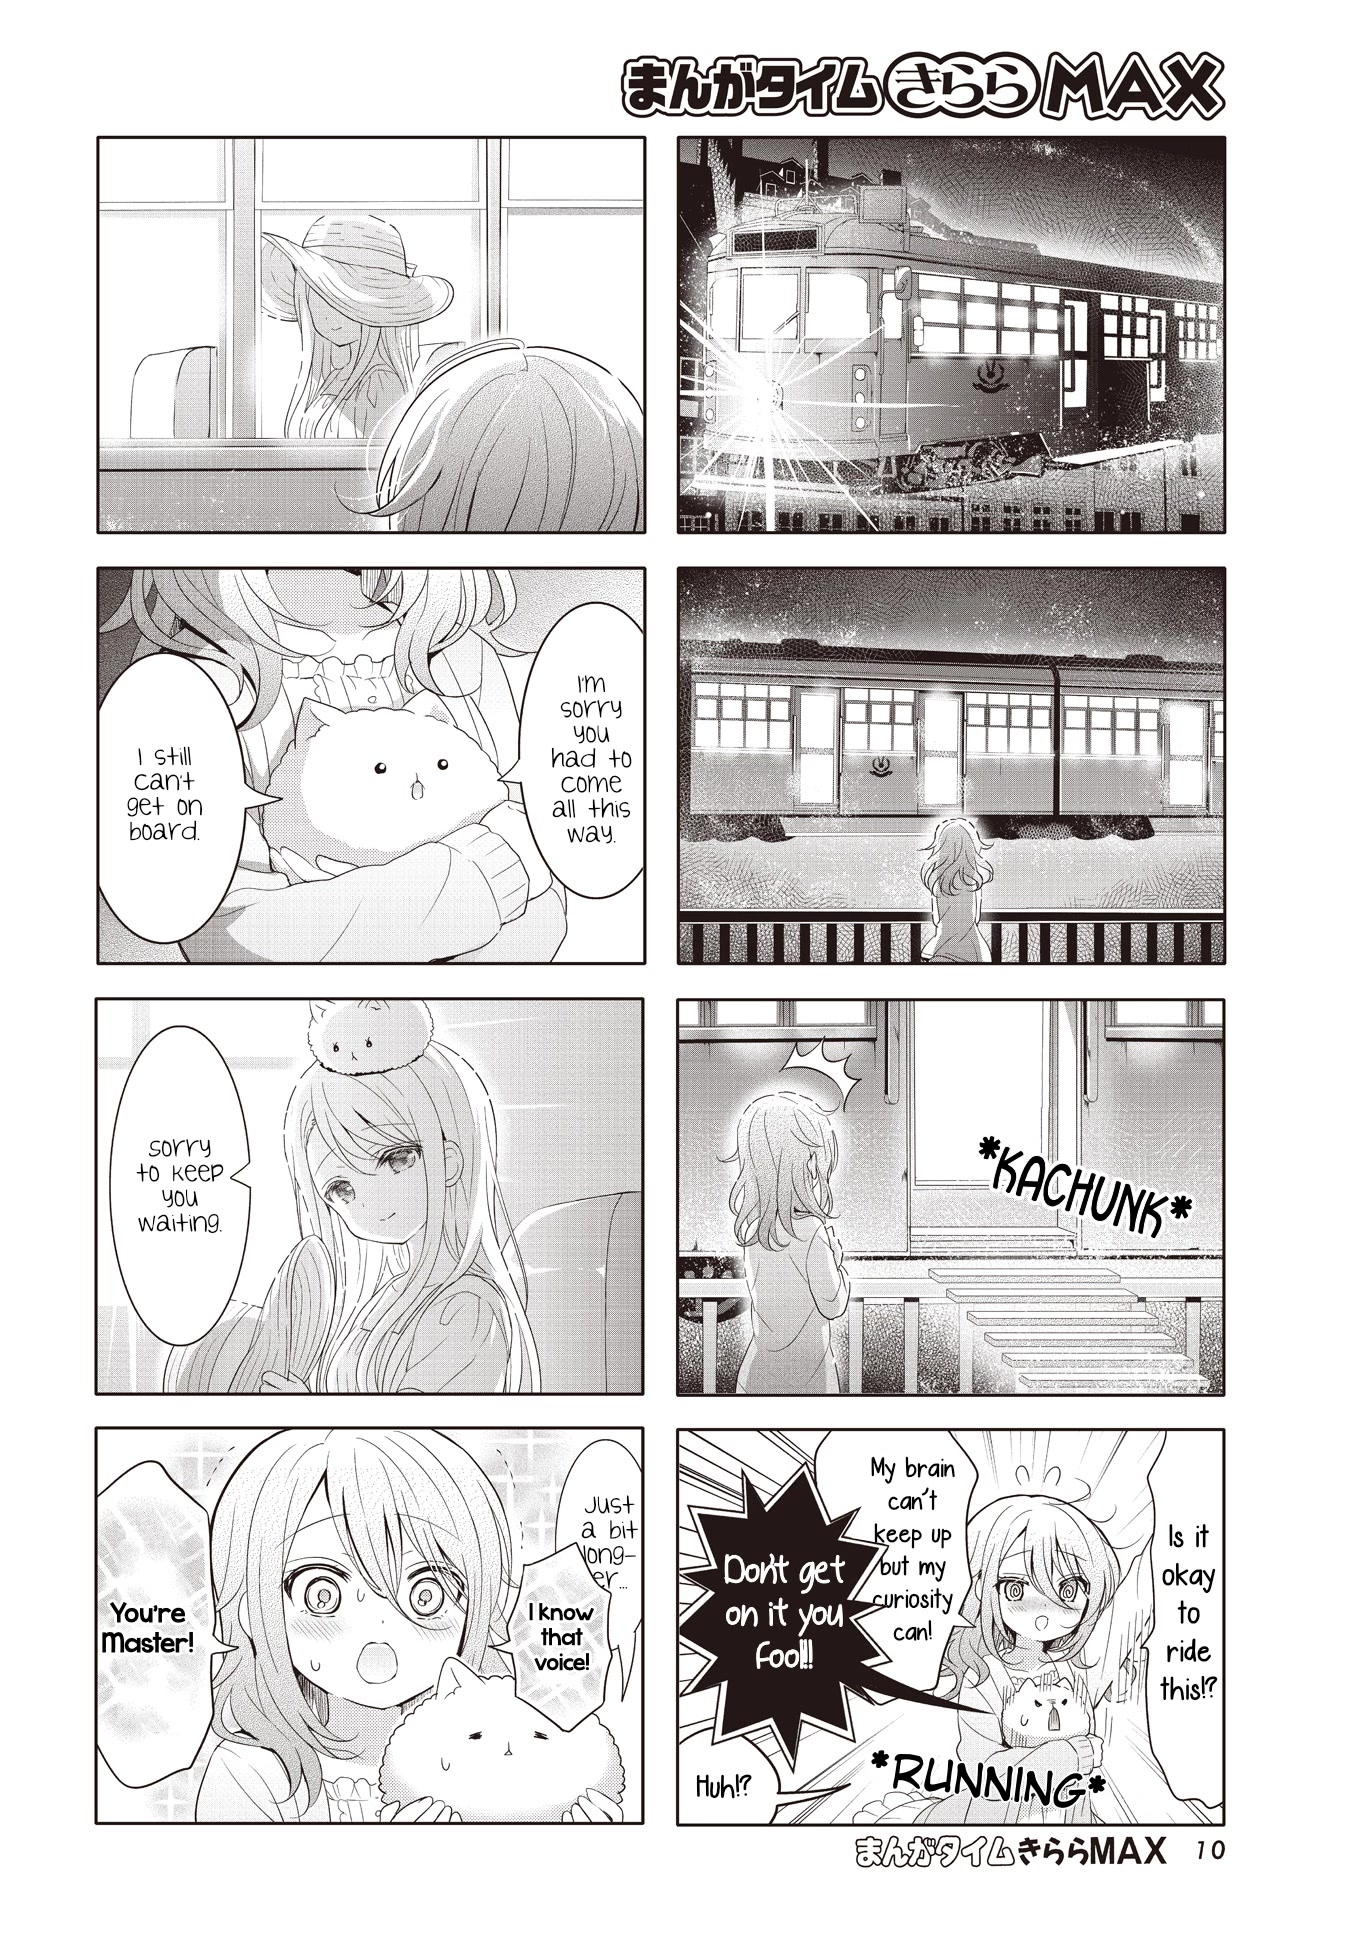 まんがタイムきららMAX
*KACHUNK*
Is it
okay
to
ride
this!?
My brain
can't
keep up
but my
curiosity
can!
Don't get
on it you
fool!!!
*RUNNING*
Huh!?
I'm
sorry
you
had to
come
all this
way.
I still
can't
get on
board.
Sorry
to keep
you
waiting.
Just
a bit
long-
er...
I know
that
voice!
You're
Master!
まんがタイムきららMAX 10